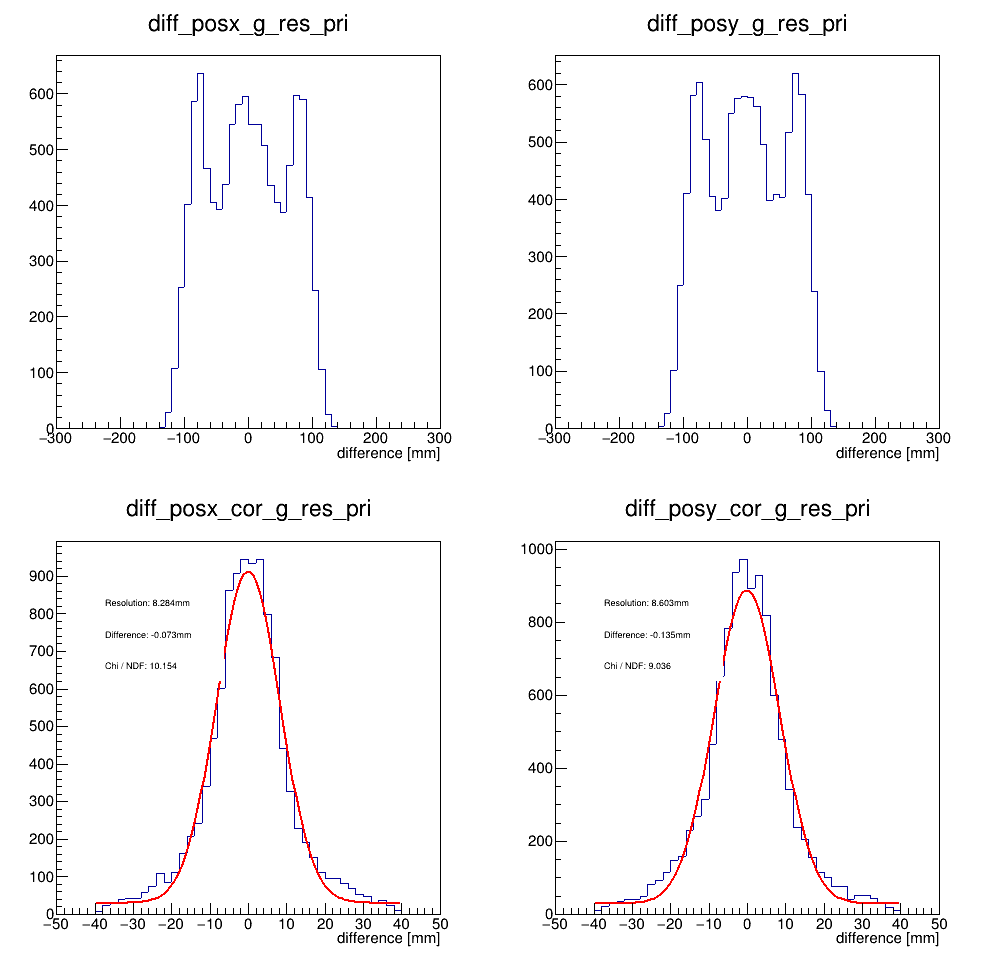 diff_posx_g_res_pri
600
500
400
300
200
100
0
−300 −200 −100 0 100 200 300
difference [mm]
diff_posy_g_res_pri
600
500
400
300
200
100
0
−300 −200 −100 0 100 200 300
difference [mm]
diff_posx_cor_g_res_pri
900
800
700
600
500
400
300
200
100
0
Resolution: 8.284mm
Difference: -0.073mm
Chi / NDF: 10.154
−50 −40 −30 −20 −10 0 10 20 30 40 50
difference [mm]
diff_posy_cor_g_res_pri
1000
800
600
400
200
0
Resolution: 8.603mm
Difference: -0.135mm
Chi / NDF: 9.036
−50 −40 −30 −20 −10 0 10 20 30 40 50
difference [mm]